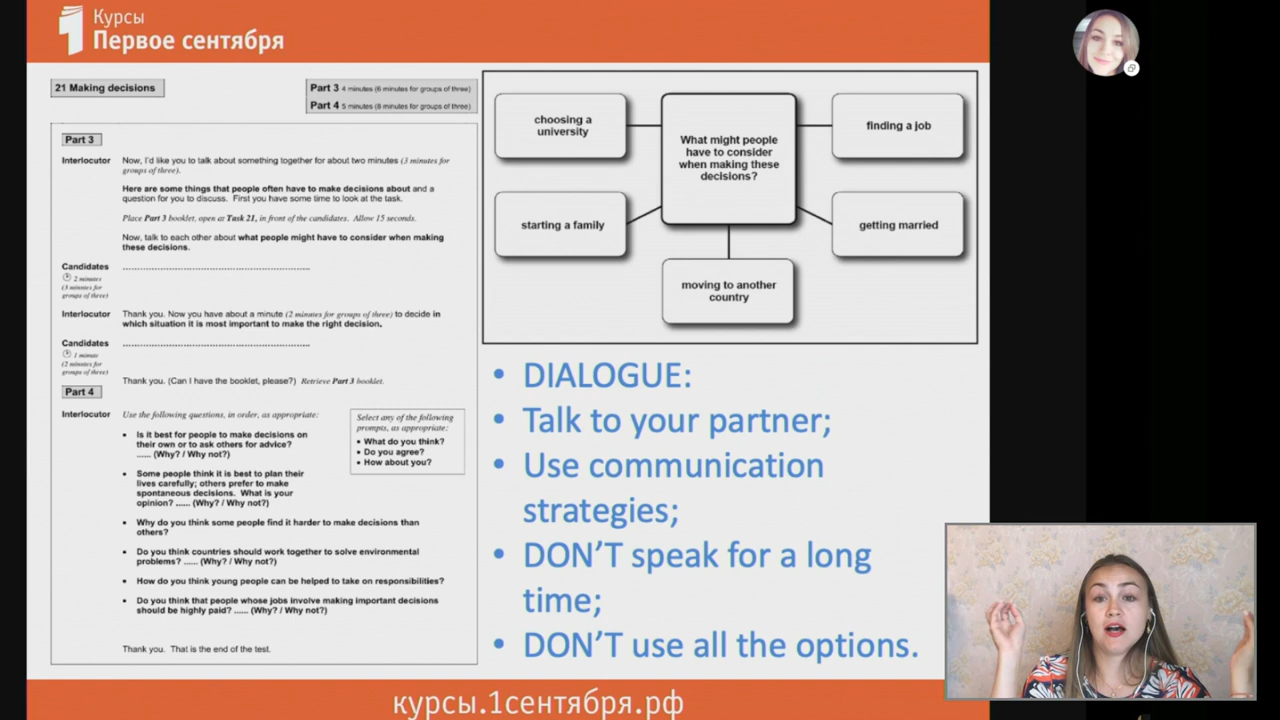 Курсы
Первое сентября
21 Making decisions
Part 3 4 minutes (6 minutes for groups of three)
Part 4 5 minutes (8 minutes for groups of three)
Part 3
Interlocutor Now, I'd like you to talk about something together for about two minutes (3 minutes for
groups of three).
Here are some things that people often have to make decisions about and a
question for you to discuss. First you have some time to look at the task.
Place Part 3 booklet, open at Task 21, in front of the candidates. Allow 15 seconds.
Now, talk to each other about what people might have to consider when making
these decisions.
Candidates ........................................................
2 minutes
(3 minutes for
groups of three)
Interlocutor Thank you. Now you have about a minute (2 minutes for groups of three) to decide in
which situation it is most important to make the right decision.
Candidates ........................................................
1 minute
(2 minutes for
groups of three)
Thank you. (Can I have the booklet, please?) Retrieve Part 3 booklet.
Part 4
Interlocutor Use the following questions, in order, as appropriate:
• Is it best for people to make decisions on
their own or to ask others for advice?
...... (Why? / Why not?)
• Some people think it is best to plan their
lives carefully; others prefer to make
spontaneous decisions. What is your
opinion? ...... (Why? / Why not?)
• Why do you think some people find it harder to make decisions than
others?
• Do you think countries should work together to solve environmental
problems? ...... (Why? / Why not?)
• How do you think young people can be helped to take on responsibilities?
• Do you think that people whose jobs involve making important decisions
should be highly paid? ...... (Why? / Why not?)
Select any of the following
prompts, as appropriate:
• What do you think?
• Do you agree?
• How about you?
Thank you. That is the end of the test.
choosing a
university
What might people
have to consider
when making these
decisions?
finding a job
starting a family
getting married
moving to another
country
• DIALOGUE:
• Talk to your partner;
• Use communication
strategies;
• DON'T speak for a long
time;
• DON'T use all the options.
курсы.1сентября.рф